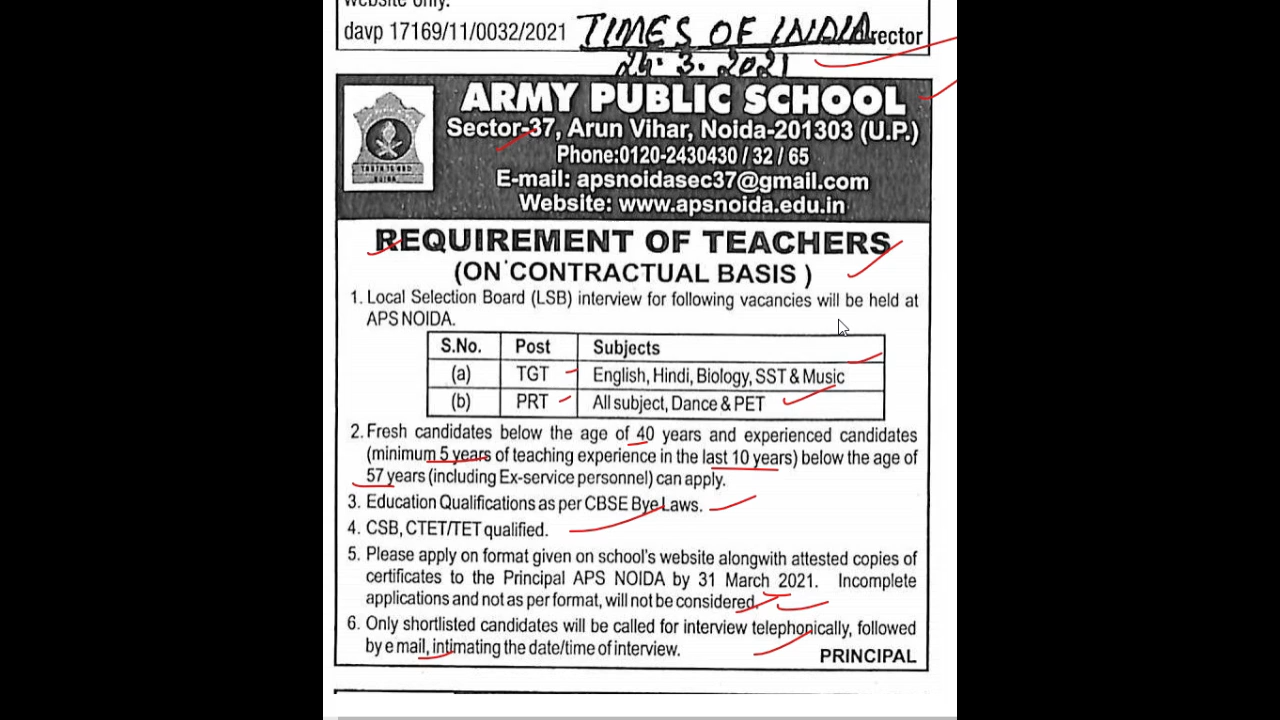 website only.
davp 17169/11/0032/2021 TIMES OF INDIA rector
24.3.2021
ARMY PUBLIC SCHOOL
Sector-37, Arun Vihar, Noida-201303 (U.P.)
Phone:0120-2430430 / 32 / 65
E-mail: apsnoidasec37@gmail.com
Website: www.apsnoida.edu.in
REQUIREMENT OF TEACHERS
(ON CONTRACTUAL BASIS )
1. Local Selection Board (LSB) interview for following vacancies will be held at
APS NOIDA.
S.No. Post Subjects
(a) TGT English, Hindi, Biology, SST & Music
(b) PRT All subject, Dance & PET
2. Fresh candidates below the age of 40 years and experienced candidates
(minimum 5 years of teaching experience in the last 10 years) below the age of
57 years (including Ex-service personnel) can apply.
3. Education Qualifications as per CBSE Bye Laws.
4. CSB, CTET/TET qualified.
5. Please apply on format given on school's website alongwith attested copies of
certificates to the Principal APS NOIDA by 31 March 2021. Incomplete
applications and not as per format, will not be considered.
6. Only shortlisted candidates will be called for interview telephonically, followed
by e mail, intimating the date/time of interview.
PRINCIPAL